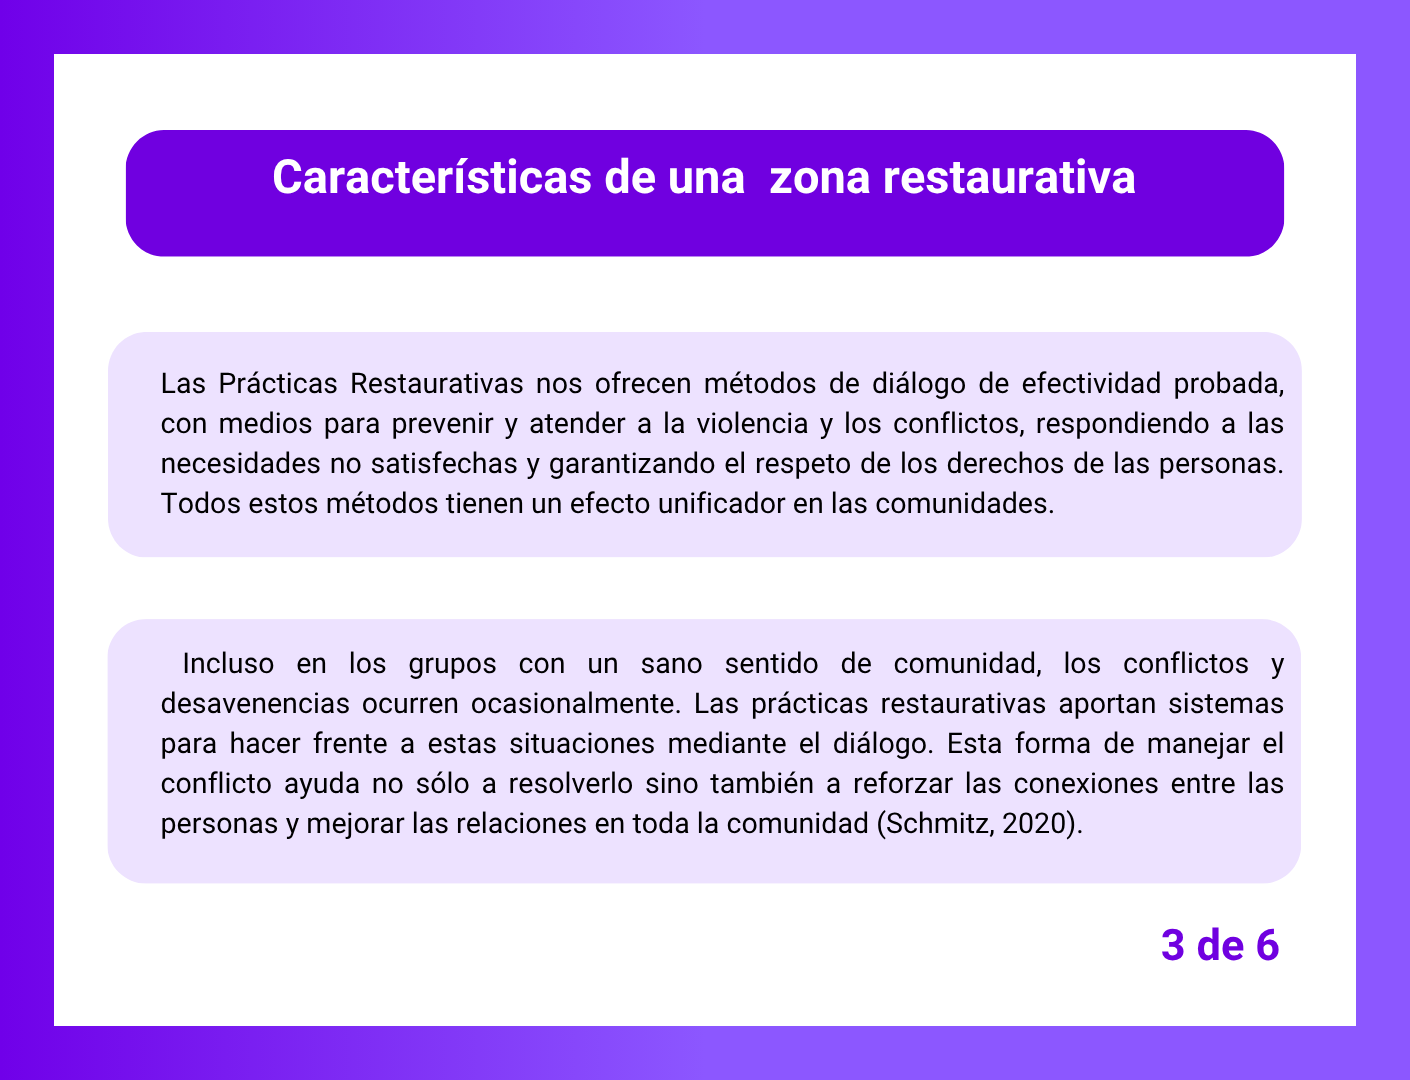 Características de una  zona restaurativa
Las Prácticas Restaurativas nos ofrecen métodos de diálogo de efectividad probada,
con medios para prevenir y atender a la violencia y los conflictos, respondiendo a las
necesidades no satisfechas y garantizando el respeto de los derechos de las personas.
Todos estos métodos tienen un efecto unificador en las comunidades.
Incluso en los grupos con un sano sentido de comunidad, los conflictos y
desavenencias ocurren ocasionalmente. Las prácticas restaurativas aportan sistemas
para hacer frente a estas situaciones mediante el diálogo. Esta forma de manejar el
conflicto ayuda no sólo a resolverlo sino también a reforzar las conexiones entre las
personas y mejorar las relaciones en toda la comunidad (Schmitz, 2020).
3 de 6